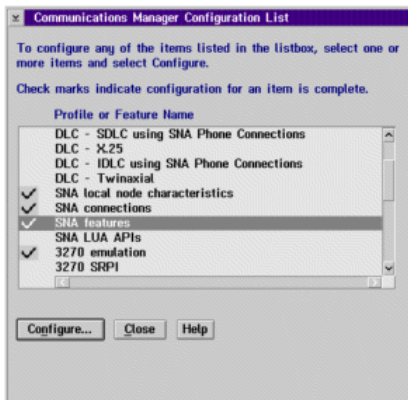 Communications Manager Configuration List
To configure any of the items listed in the listbox, select one or
more items and select Configure.
Check marks indicate configuration for an item is complete.
Profile or Feature Name
DLC - SDLC using SNA Phone Connections
DLC - X.25
DLC - IDLC using SNA Phone Connections
DLC - Twinaxial
SNA local node characteristics
SNA connections
SNA features
SNA LUA APIs
3270 emulation
3270 SRPI
Configure... Close Help